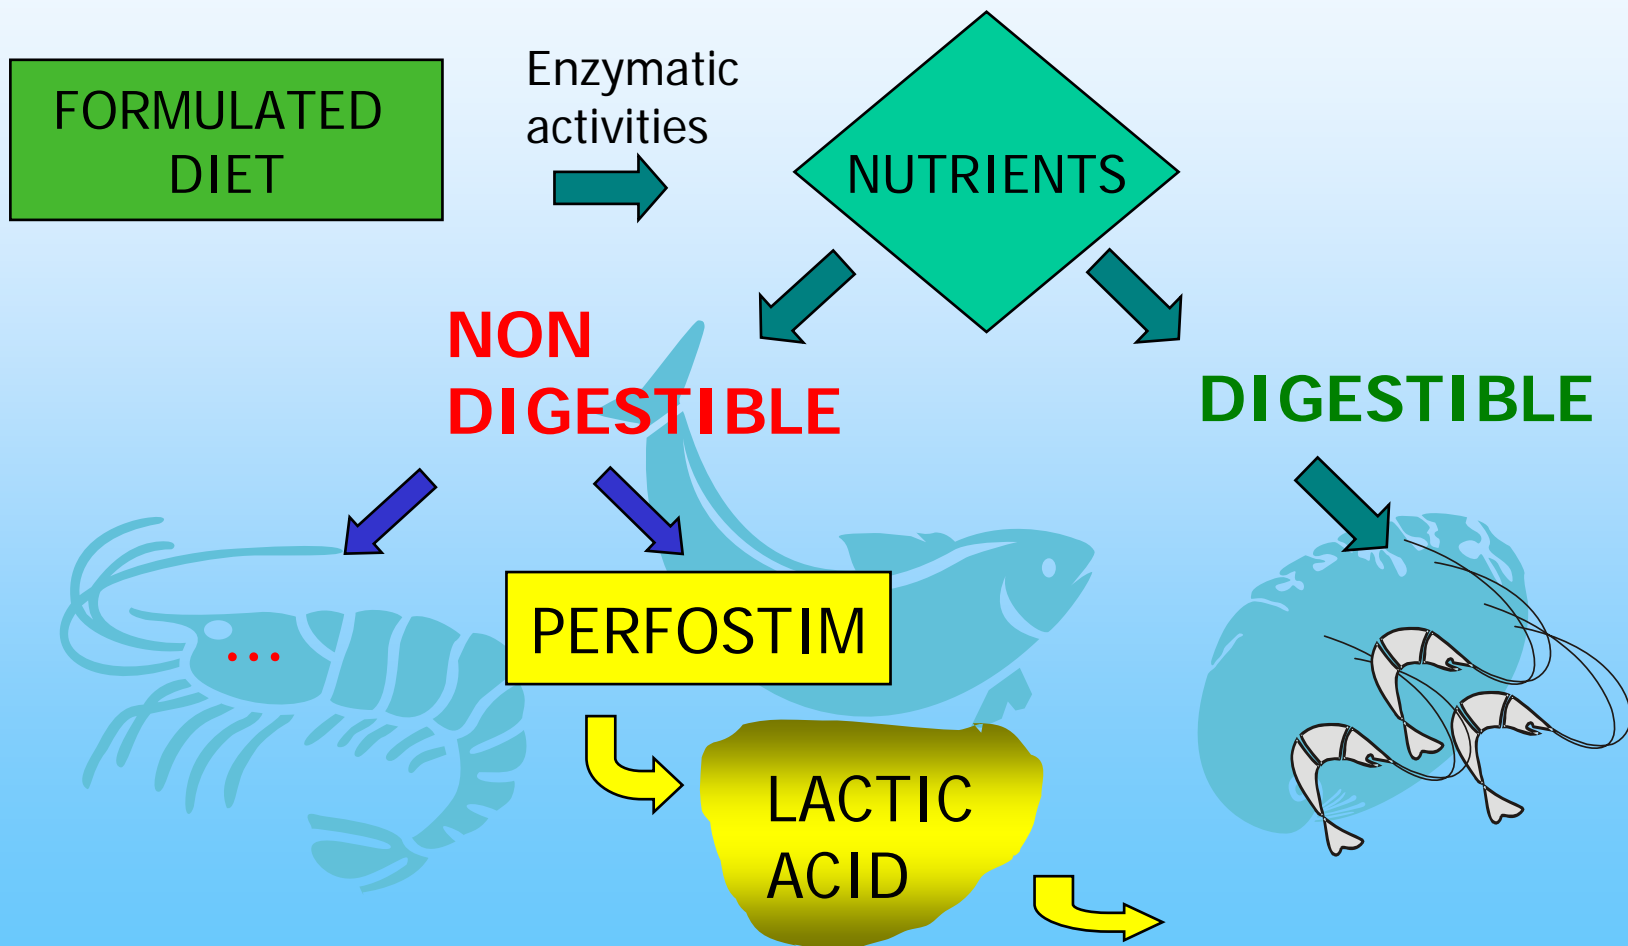 FORMULATED
DIET
Enzymatic
activities
NUTRIENTS
NON
DIGESTIBLE
DIGESTIBLE
...
PERFOSTIM
LACTIC
ACID